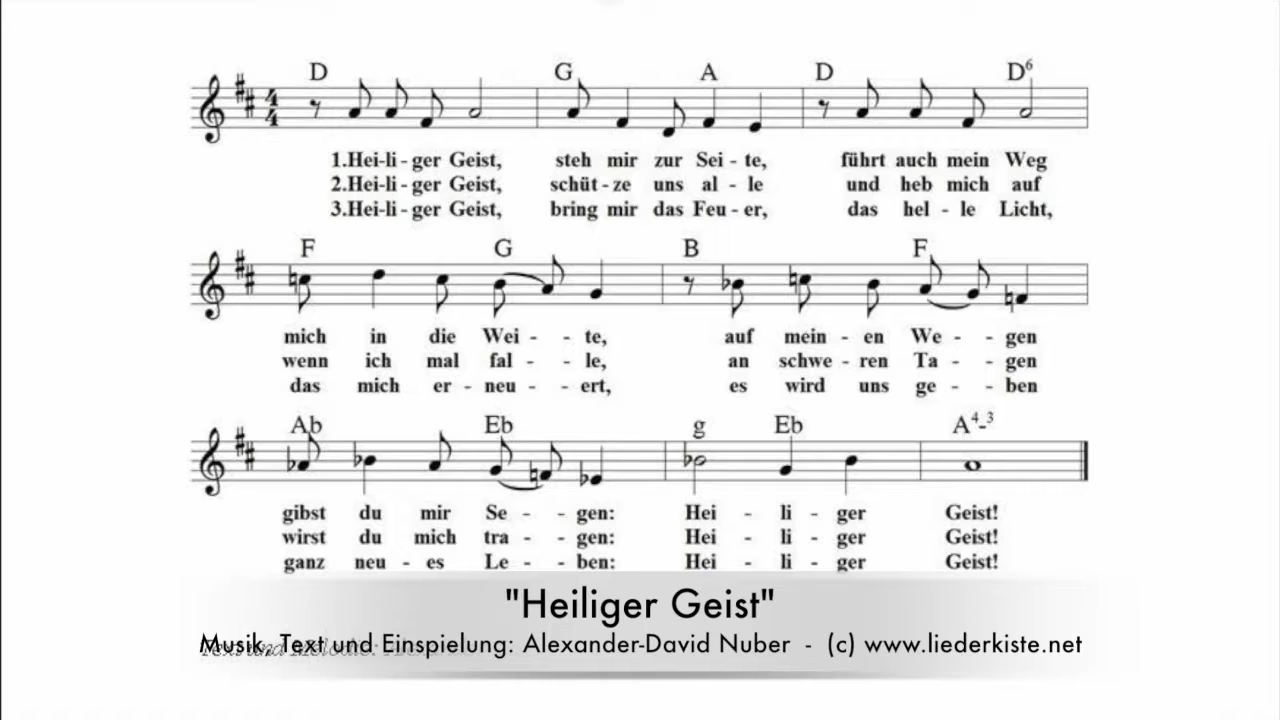 D G A D D6
1.Hei-li-ger Geist, steh mir zur Sei-te, führt auch mein Weg
2.Hei-li-ger Geist, schüt-ze uns al-le und heb mich auf
3.Hei-li-ger Geist, bring mir das Feu-er, das hel-le Licht,
F G B F
mich in die Wei--te, auf mein-en We--gen
wenn ich mal fal--le, an schwe-ren Ta--gen
das mich er-neu--ert, es wird uns ge--ben
Ab Eb g Eb A4-3
gibst du mir Se--gen: Hei-li-ger Geist!
wirst du mich tra--gen: Hei-li-ger Geist!
ganz neu-es Le--ben: Hei-li-ger Geist!
"Heiliger Geist"
Musik, Text und Einspielung: Alexander-David Nuber - (c) www.liederkiste.net
Text und Melodie: